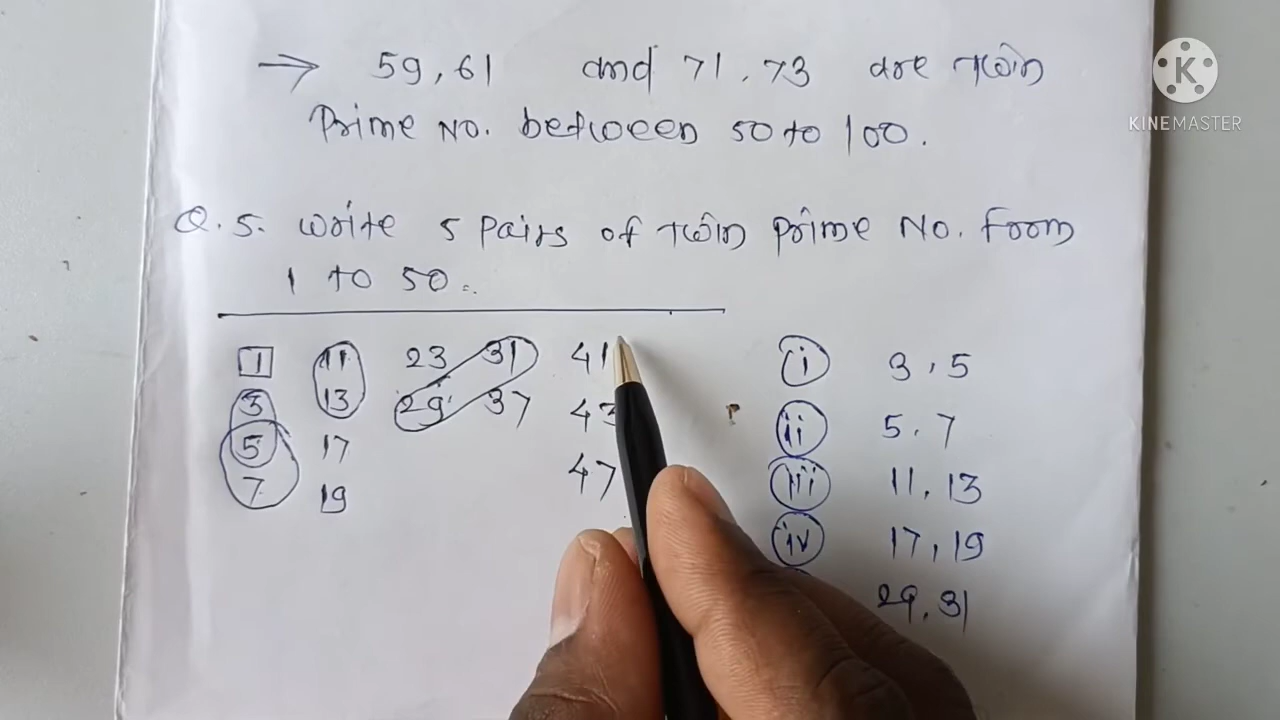 → 59, 61 and 71, 73 are twin
Prime No. between 50 to 100.
KINEMASTER
Q. 5. Write 5 Pairs of twin prime No. from
1 to 50.
1 11 23 31 41
3 13 29 37 43
5 17 47
7 19
(i) 3, 5
(ii) 5, 7
(iii) 11, 13
(iv) 17, 19
29, 31